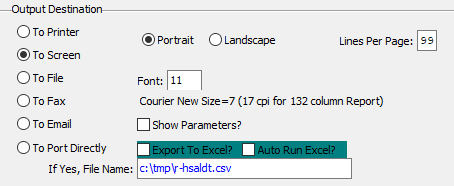 Output Destination
To Printer
Portrait Landscape Lines Per Page: 99
To Screen
To File Font: 11
To Fax Courier New Size=7 (17 cpi for 132 column Report)
To Email Show Parameters?
To Port Directly Export To Excel? Auto Run Excel?
If Yes, File Name: c:\tmp\r-hsaldt.csv